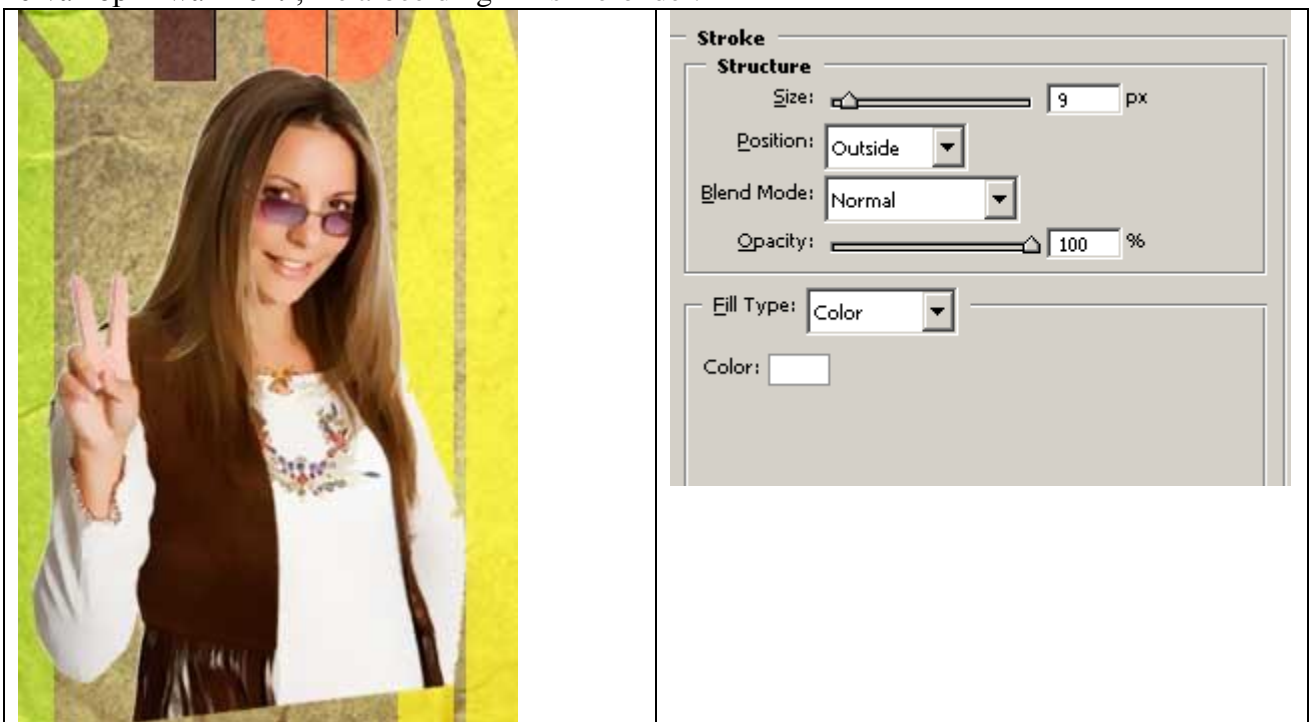 Stroke
Structure
Size: 9 px
Position: Outside
Blend Mode: Normal
Opacity: 100 %
Fill Type: Color
Color: